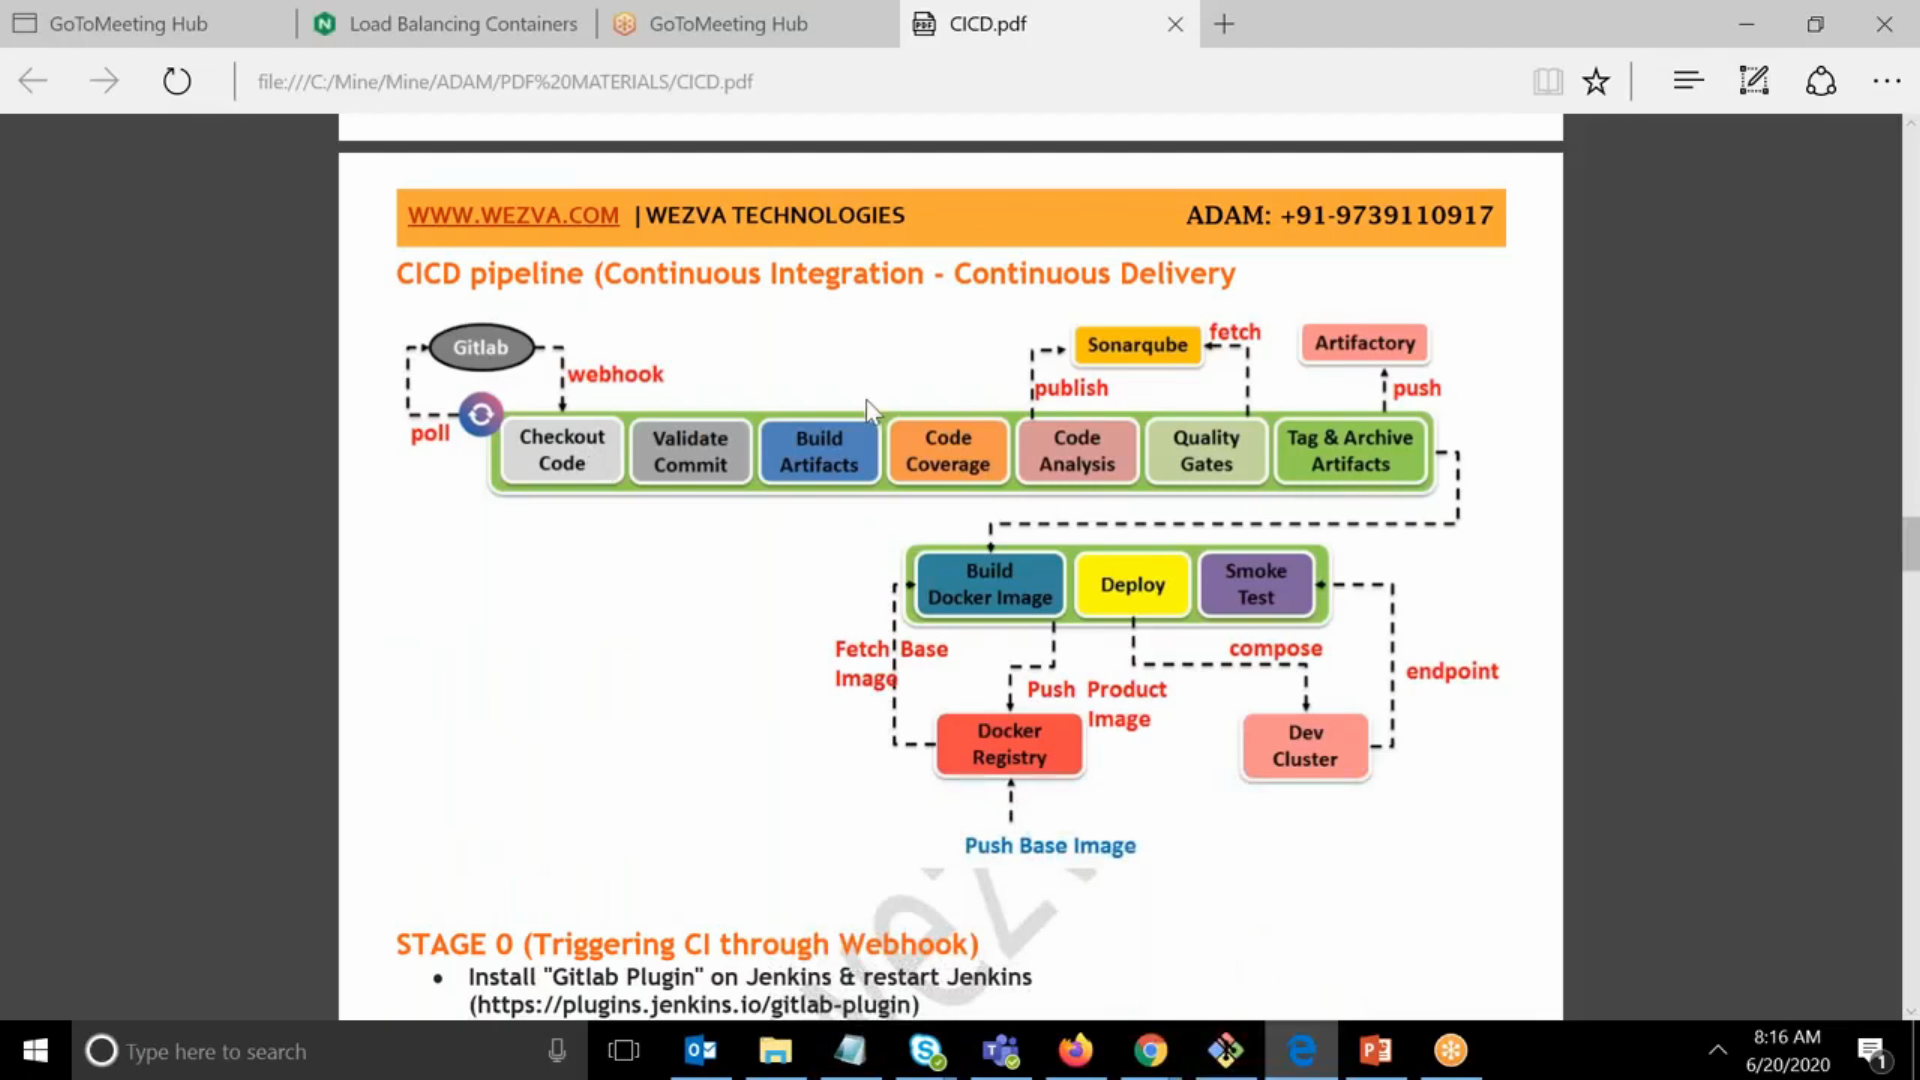 GoToMeeting Hub
Load Balancing Containers
GoToMeeting Hub
CICD.pdf
file:///C:/Mine/Mine/ADAM/PDF%20MATERIALS/CICD.pdf
WWW.WEZVA.COM | WEZVA TECHNOLOGIES
ADAM: +91-9739110917
CICD pipeline (Continuous Integration - Continuous Delivery
Gitlab
webhook
poll
Sonarqube
fetch
publish
Artifactory
push
Checkout
Code
Validate
Commit
Build
Artifacts
Code
Coverage
Code
Analysis
Quality
Gates
Tag & Archive
Artifacts
Build
Docker Image
Deploy
Smoke
Test
Fetch Base
Image
Push Product
Image
compose
endpoint
Docker
Registry
Dev
Cluster
Push Base Image
STAGE 0 (Triggering CI through Webhook)
• Install "Gitlab Plugin" on Jenkins & restart Jenkins
(https://plugins.jenkins.io/gitlab-plugin)
Type here to search
8:16 AM
6/20/2020
1